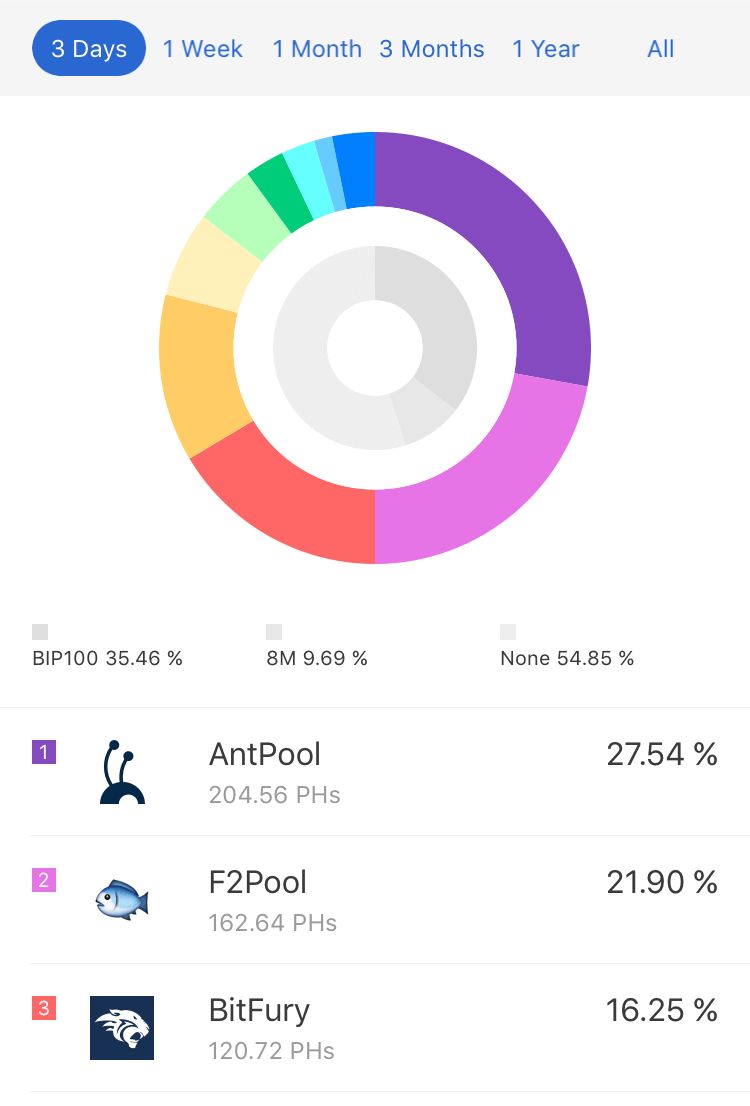 3 Days 1 Week 1 Month 3 Months 1 Year All
BIP100 35.46 % 8M 9.69 % None 54.85 %
1 AntPool 27.54 %
204.56 PHs
2 F2Pool 21.90 %
162.64 PHs
3 BitFury 16.25 %
120.72 PHs